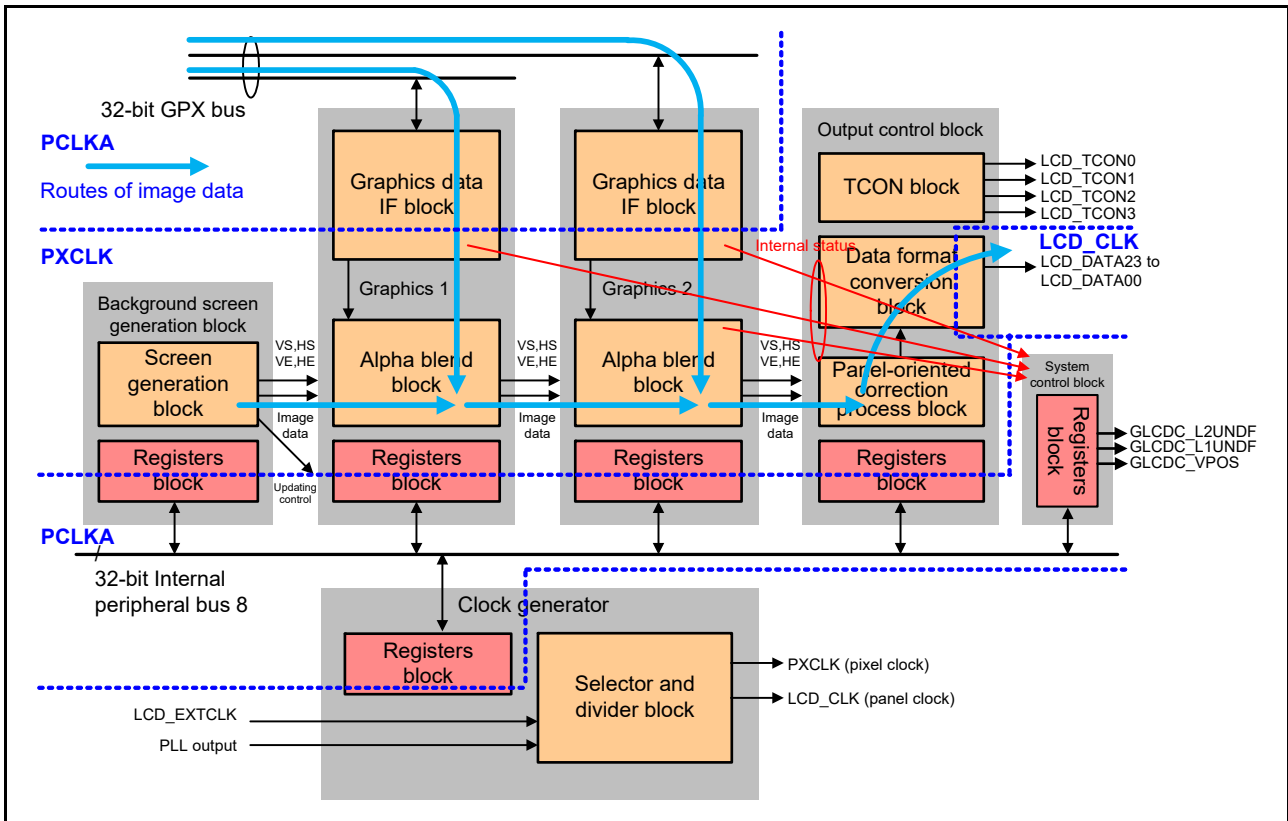 32-bit GPX bus
PCLKA
Routes of image data
PXCLK
Graphics data
IF block
Graphics 1
Graphics data
IF block
Graphics 2
Output control block
TCON block
LCD_TCON0
LCD_TCON1
LCD_TCON2
LCD_TCON3
Internal status
LCD_CLK
LCD_DATA23 to
LCD_DATA00
Data format
conversion
block
Background screen
generation block
Screen
generation
block
VS,HS
VE,HE
Image
data
Alpha blend
block
VS,HS
VE,HE
Image
data
Alpha blend
block
VS,HS
VE,HE
Image
data
Panel-oriented
correction
process block
System
control block
Registers
block
GLCDC_L2UNDF
GLCDC_L1UNDF
GLCDC_VPOS
Registers
block
Updating
control
Registers
block
Registers
block
Registers
block
PCLKA
32-bit Internal
peripheral bus 8
Clock generator
Registers
block
Selector and
divider block
PXCLK (pixel clock)
LCD_CLK (panel clock)
LCD_EXTCLK
PLL output